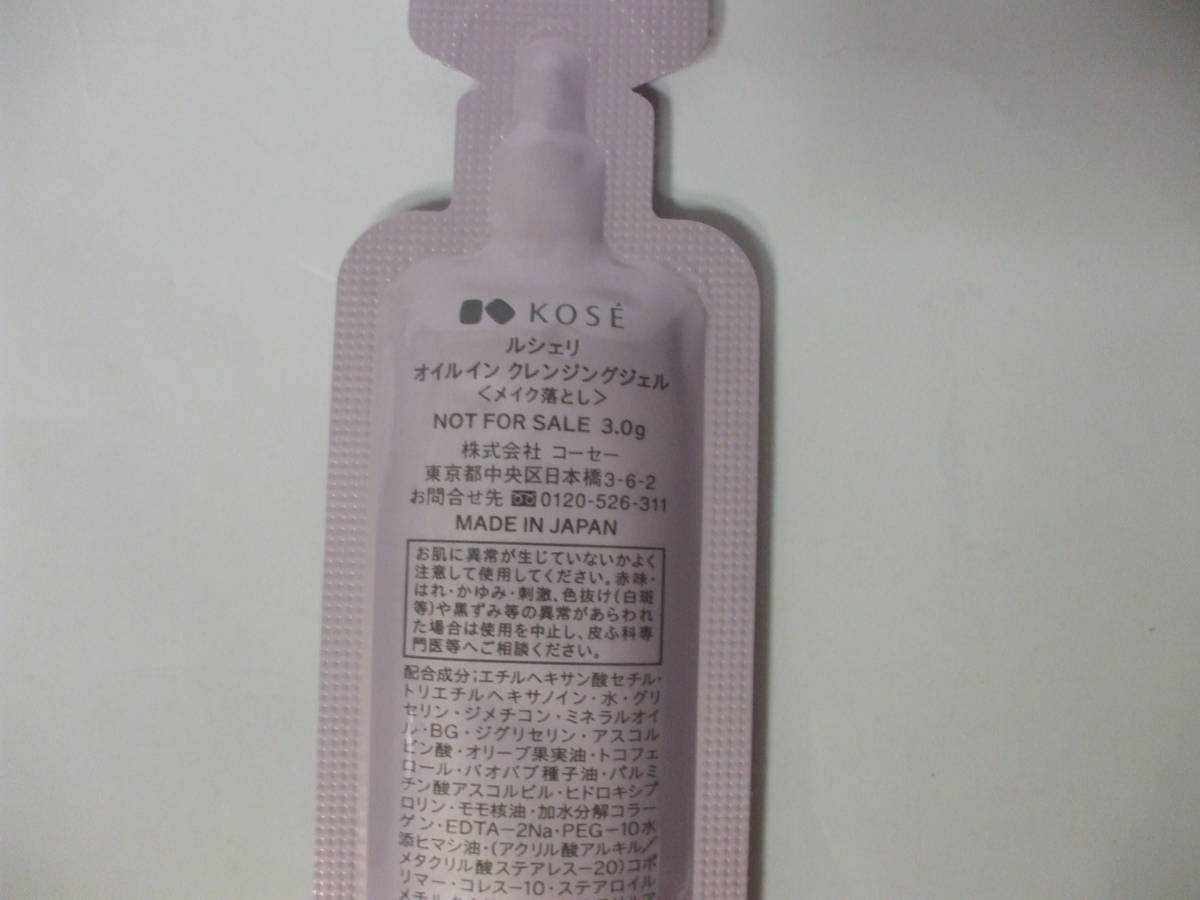 KOSÉ
ルシェリ
オイルイン クレンジングジェル
＜メイク落とし＞
NOT FOR SALE 3.0g
株式会社 コーセー
東京都中央区日本橋3-6-2
お問合せ先 0120-526-311
MADE IN JAPAN
お肌に異常が生じていないかよく
注意して使用してください。赤味・
はれ・かゆみ・刺激、色抜け(白斑
等)や黒ずみ等の異常があらわれ
た場合は使用を中止し、皮ふ科専
門医等へご相談ください。
配合成分；エチルヘキサン酸セチル・
トリエチルヘキサノイン・水・グリ
セリン・ジメチコン・ミネラルオイ
ル・BG・ジグリセリン・アスコル
ビン酸・オリーブ果実油・トコフェ
ロール・バオバブ種子油・パルミ
チン酸アスコルビル・ヒドロキシプ
ロリン・モモ核油・加水分解コラー
ゲン・EDTA－2Na・PEG－10水
添ヒマシ油・(アクリル酸アルキル／
メタクリル酸ステアレス－20)コポ
リマー・コレス－10・ステアロイル